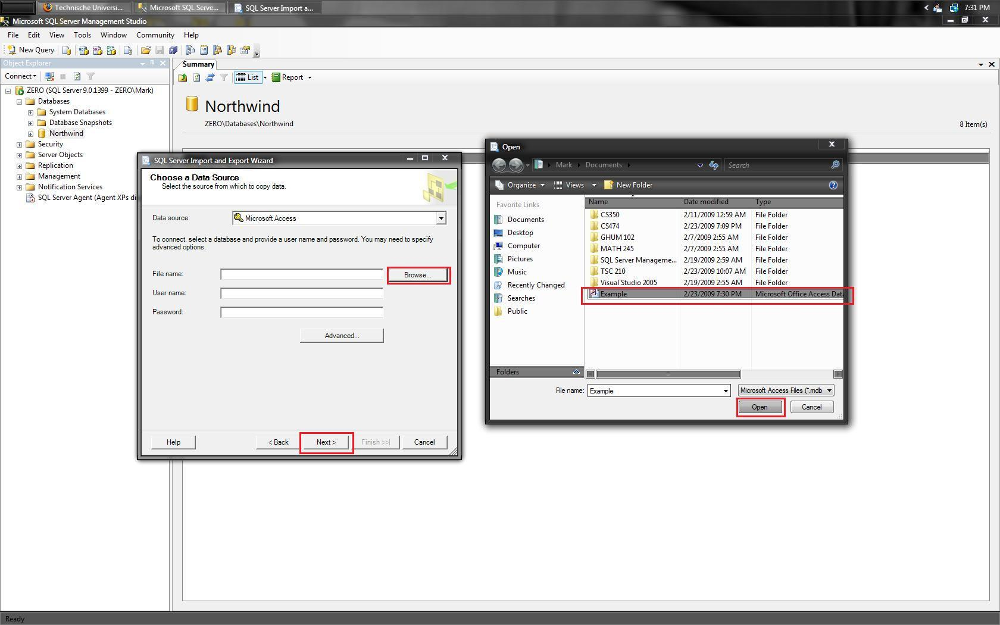 Technische Universi...
Microsoft SQL Serve...
SQL Server Import a...
7:31 PM
Microsoft SQL Server Management Studio
File Edit View Tools Window Community Help
New Query
Object Explorer
Connect
ZERO (SQL Server 9.0.1399 - ZERO\Mark)
Databases
System Databases
Database Snapshots
Northwind
Security
Server Objects
Replication
Management
Notification Services
SQL Server Agent (Agent XPs di
Summary
List
Report
Northwind
ZERO\Databases\Northwind
8 Item(s)
SQL Server Import and Export Wizard
Choose a Data Source
Select the source from which to copy data.
Data source:
Microsoft Access
To connect, select a database and provide a user name and password. You may need to specify
advanced options.
File name:
Browse...
User name:
Password:
Advanced...
Help
< Back
Next >
Finish >>|
Cancel
Open
Mark
Documents
Search
Organize
Views
New Folder
Favorite Links
Documents
Desktop
Computer
Pictures
Music
Recently Changed
Searches
Public
Folders
Name Date modified Type
CS350 2/11/2009 12:59 AM File Folder
CS474 2/23/2009 7:09 PM File Folder
GHUM 102 2/7/2009 2:55 AM File Folder
MATH 245 2/7/2009 2:55 AM File Folder
SQL Server Manageme... 2/19/2009 2:59 AM File Folder
TSC 210 2/23/2009 10:07 AM File Folder
Visual Studio 2005 2/19/2009 2:55 AM File Folder
Example 2/23/2009 7:30 PM Microsoft Office Access Data
File name:
Example
Microsoft Access Files (*.mdb
Open
Cancel
Ready